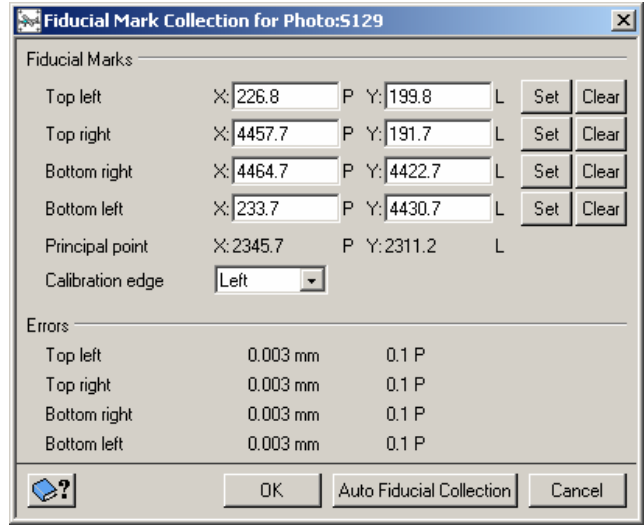 Fiducial Mark Collection for Photo:5129
Fiducial Marks
Top left X: 226.8 P Y: 199.8 L Set Clear
Top right X: 4457.7 P Y: 191.7 L Set Clear
Bottom right X: 4464.7 P Y: 4422.7 L Set Clear
Bottom left X: 233.7 P Y: 4430.7 L Set Clear
Principal point X: 2345.7 P Y: 2311.2 L
Calibration edge Left
Errors
Top left 0.003 mm 0.1 P
Top right 0.003 mm 0.1 P
Bottom right 0.003 mm 0.1 P
Bottom left 0.003 mm 0.1 P
? OK Auto Fiducial Collection Cancel